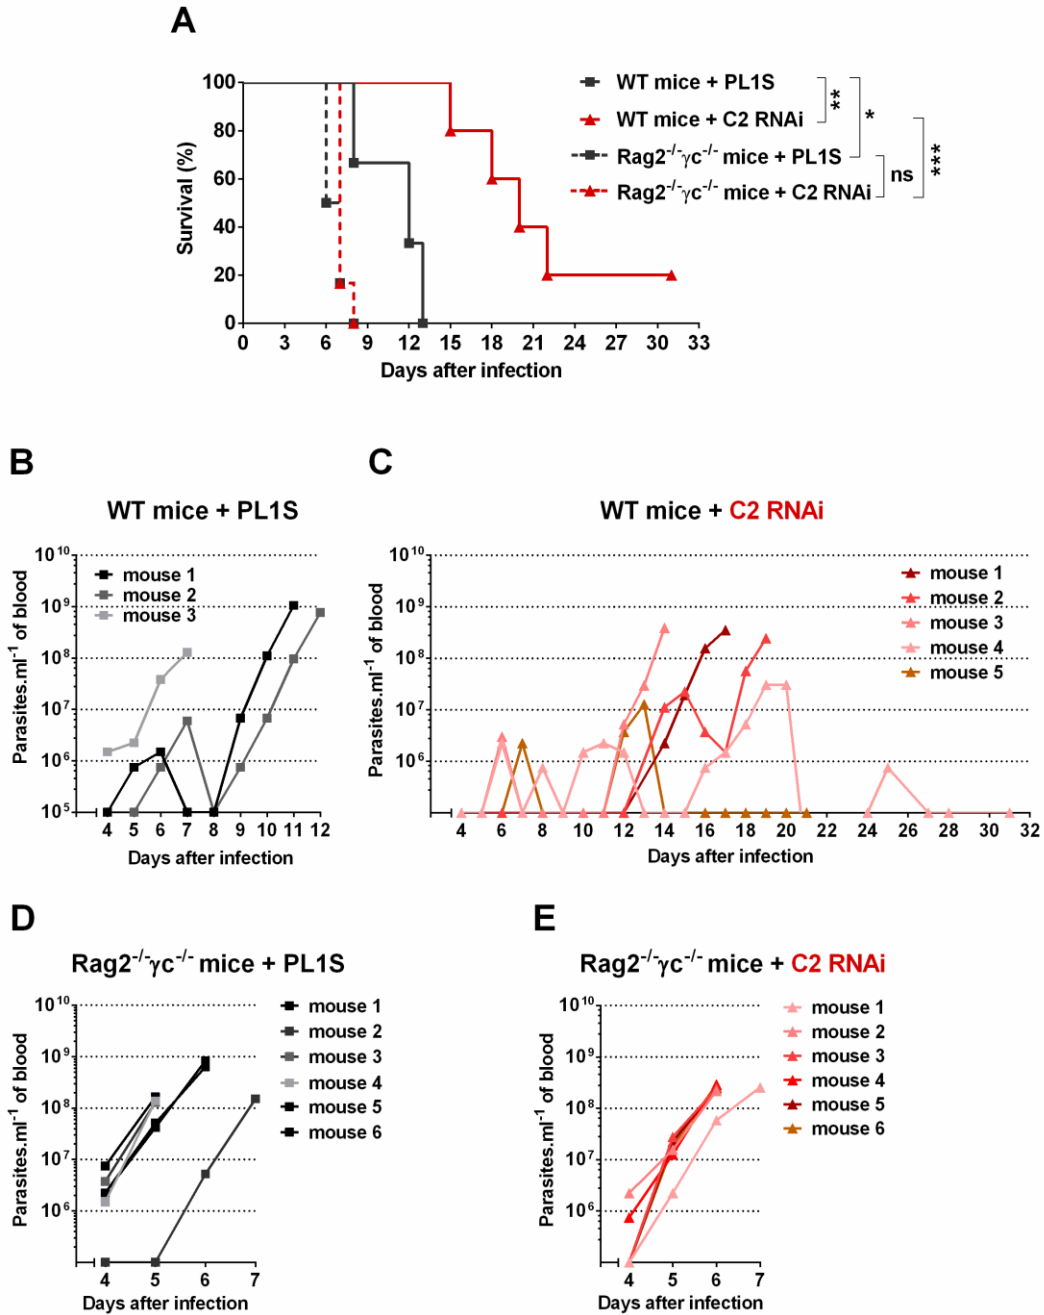 A
WT mice + PL1S
WT mice + C2 RNAi
Rag2-/-γc-/- mice + PL1S
Rag2-/-γc-/- mice + C2 RNAi
**
*
ns
***
Survival (%)
100
80
60
40
20
0
0 3 6 9 12 15 18 21 24 27 30 33
Days after infection
B
WT mice + PL1S
Parasites.ml-1 of blood
10^10
10^9
10^8
10^7
10^6
10^5
mouse 1
mouse 2
mouse 3
4 5 6 7 8 9 10 11 12
Days after infection
C
WT mice + C2 RNAi
Parasites.ml-1 of blood
10^10
10^9
10^8
10^7
10^6
10^5
mouse 1
mouse 2
mouse 3
mouse 4
mouse 5
4 6 8 10 12 14 16 18 20 22 24 26 28 30 32
Days after infection
D
Rag2-/-γc-/- mice + PL1S
Parasites.ml-1 of blood
10^10
10^9
10^8
10^7
10^6
mouse 1
mouse 2
mouse 3
mouse 4
mouse 5
mouse 6
4 5 6 7
Days after infection
E
Rag2-/-γc-/- mice + C2 RNAi
Parasites.ml-1 of blood
10^10
10^9
10^8
10^7
10^6
mouse 1
mouse 2
mouse 3
mouse 4
mouse 5
mouse 6
4 5 6 7
Days after infection